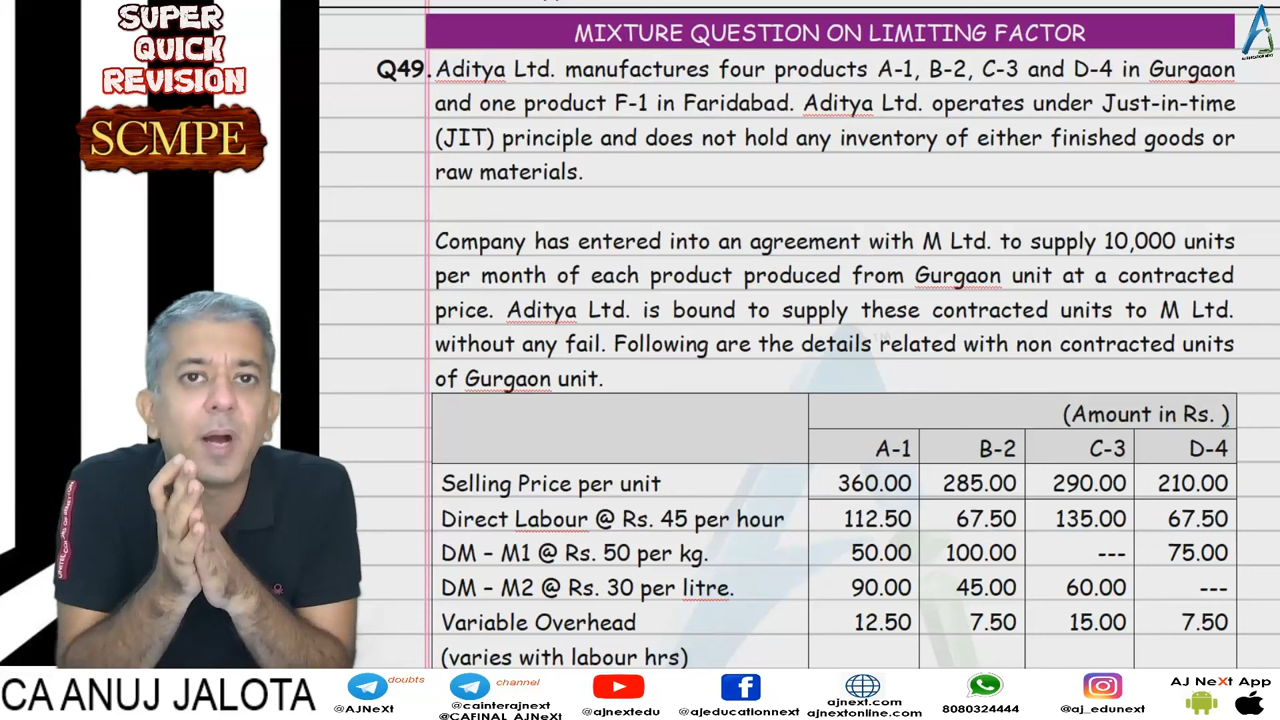 SUPER
QUICK
REVISION
SCMPE
MIXTURE QUESTION ON LIMITING FACTOR
Q49. Aditya Ltd. manufactures four products A-1, B-2, C-3 and D-4 in Gurgaon
and one product F-1 in Faridabad. Aditya Ltd. operates under Just-in-time
(JIT) principle and does not hold any inventory of either finished goods or
raw materials.
Company has entered into an agreement with M Ltd. to supply 10,000 units
per month of each product produced from Gurgaon unit at a contracted
price. Aditya Ltd. is bound to supply these contracted units to M Ltd.
without any fail. Following are the details related with non contracted units
of Gurgaon unit.
(Amount in Rs. )
A-1 B-2 C-3 D-4
Selling Price per unit 360.00 285.00 290.00 210.00
Direct Labour @ Rs. 45 per hour 112.50 67.50 135.00 67.50
DM – M1 @ Rs. 50 per kg. 50.00 100.00 --- 75.00
DM – M2 @ Rs. 30 per litre. 90.00 45.00 60.00 ---
Variable Overhead 12.50 7.50 15.00 7.50
(varies with labour hrs)
CA ANUJ JALOTA
doubts
@AJNeXt
channel
@cainterajnext
@CAFINAL_AJNeXt
@ajnextedu
@ajeducationnext
ajnext.com
ajnextonline.com
8080324444
@aj_edunext
AJ NeXt App